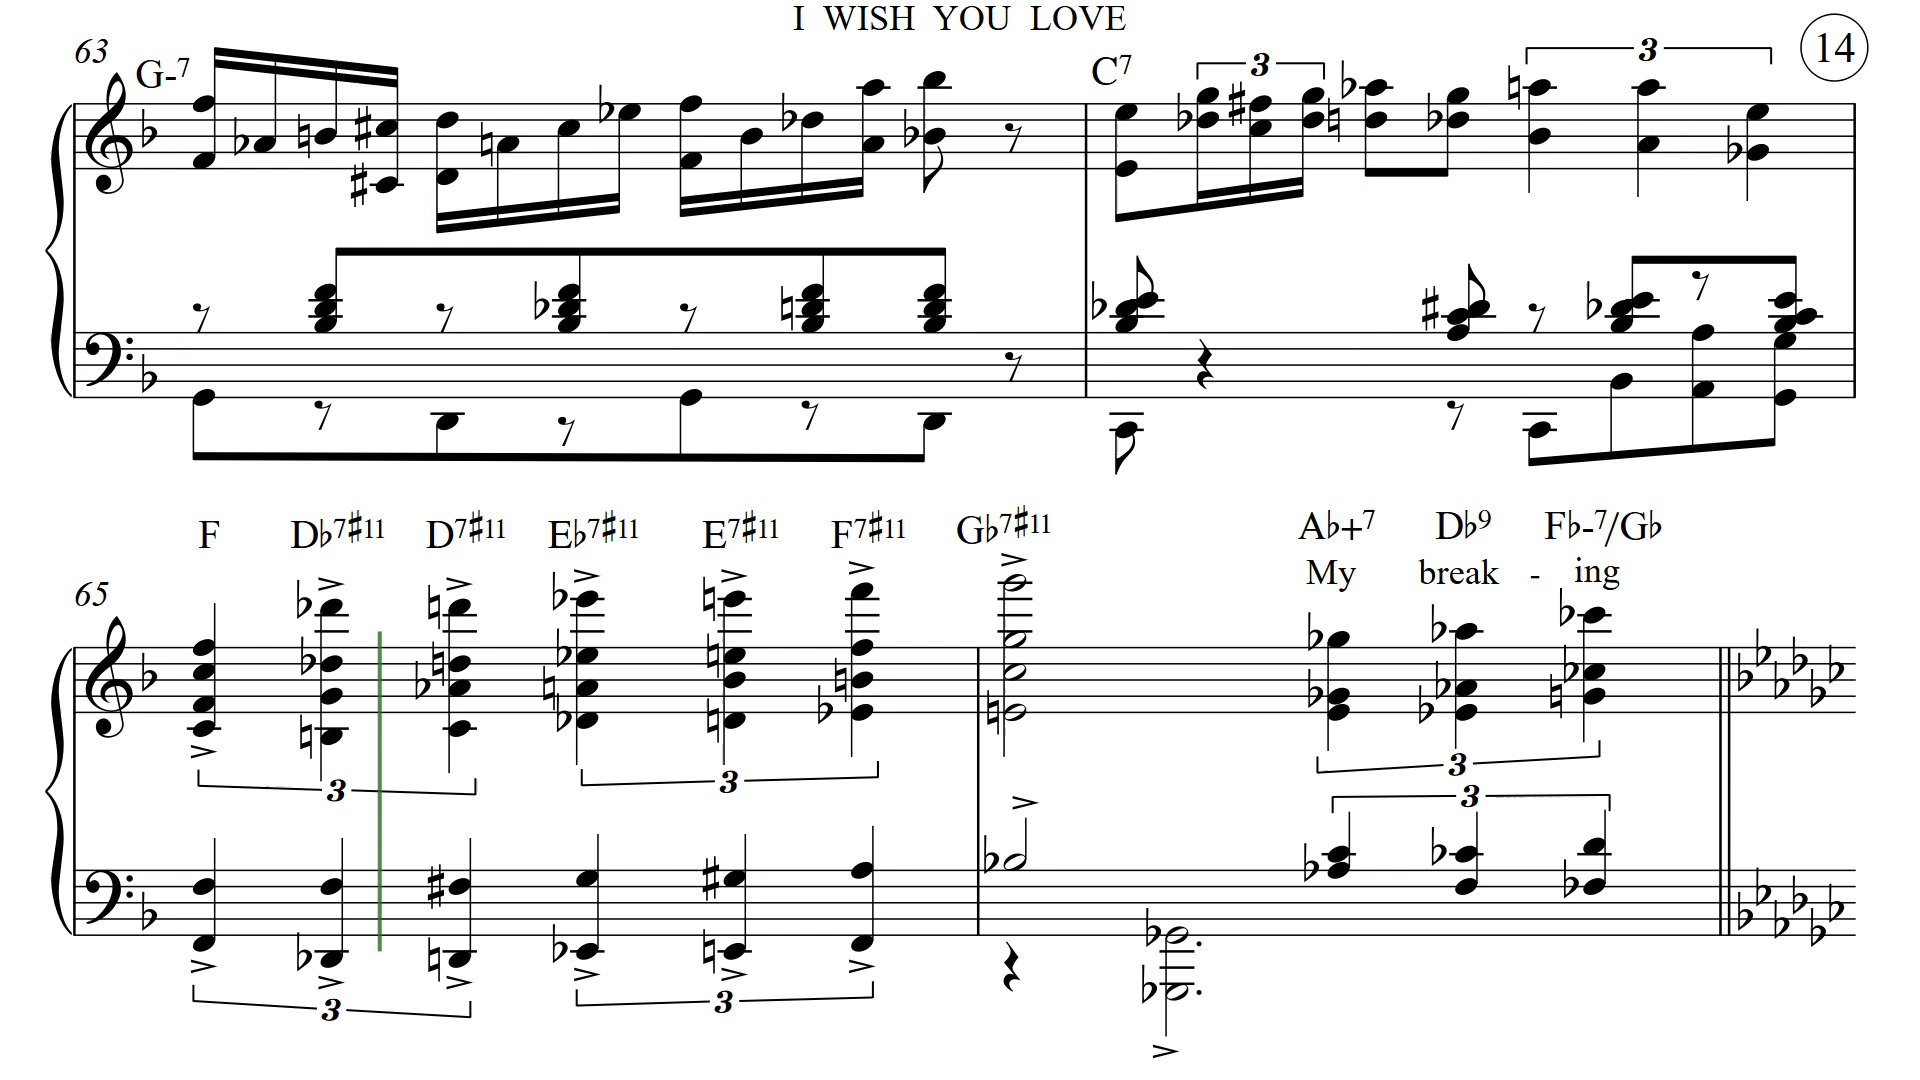 I WISH YOU LOVE
14
63
G-7 C7
3 3
F D♭7♯11 D7♯11 E♭7♯11 E7♯11 F7♯11 G♭7♯11 A♭+7 D♭9 F♭-7/G♭
My break - ing
65
3 3 3
3
3 3